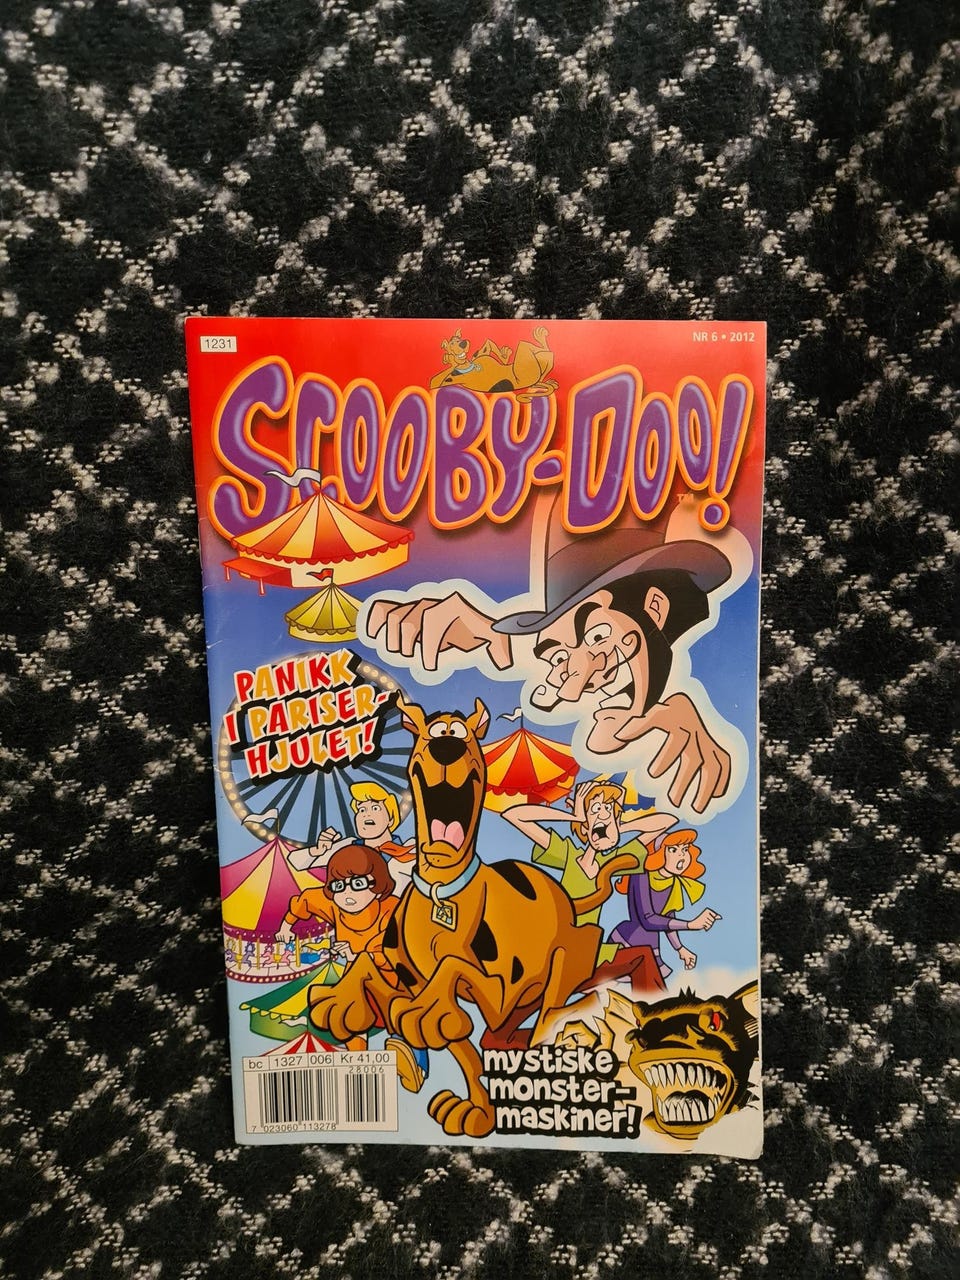 1231
NR 6 • 2012
SCOOBY-DOO!
TM
PANIKK
I PARISER-
HJULET!
mystiske
monster-
maskiner!
bc 1327 006 Kr 41,00
28006
7 023060 113278